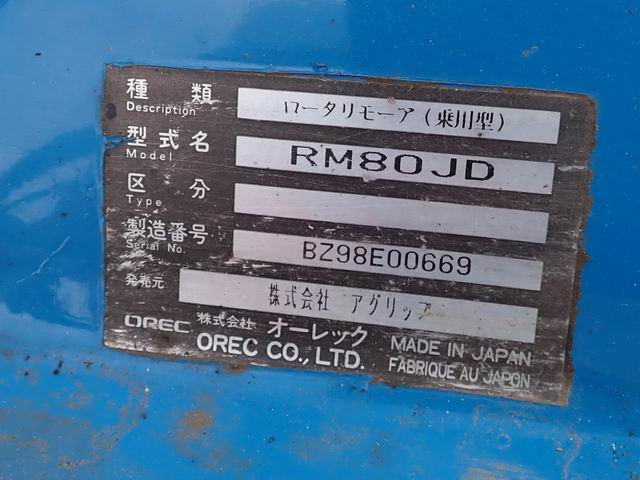 種類 ロータリモーア(乗用型)
Description
型式名 RM80JD
Model
区分
Type
製造番号 BZ98E00669
Serial No.
発売元 株式会社 アグリップ
OREC 株式会社 オーレック
OREC CO.,LTD. MADE IN JAPAN
FABRIQUE AU JAPON